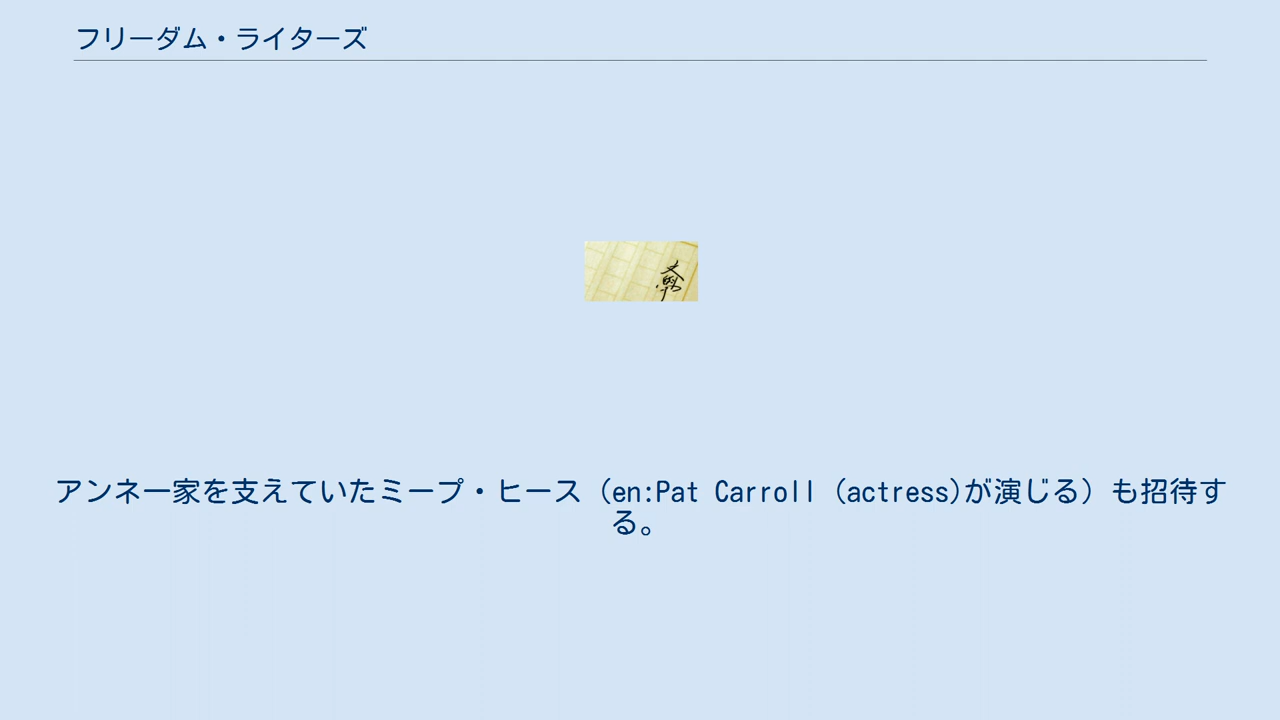 フリーダム・ライターズ
アンネ一家を支えていたミープ・ヒース（en:Pat Carroll (actress)が演じる）も招待す
る。